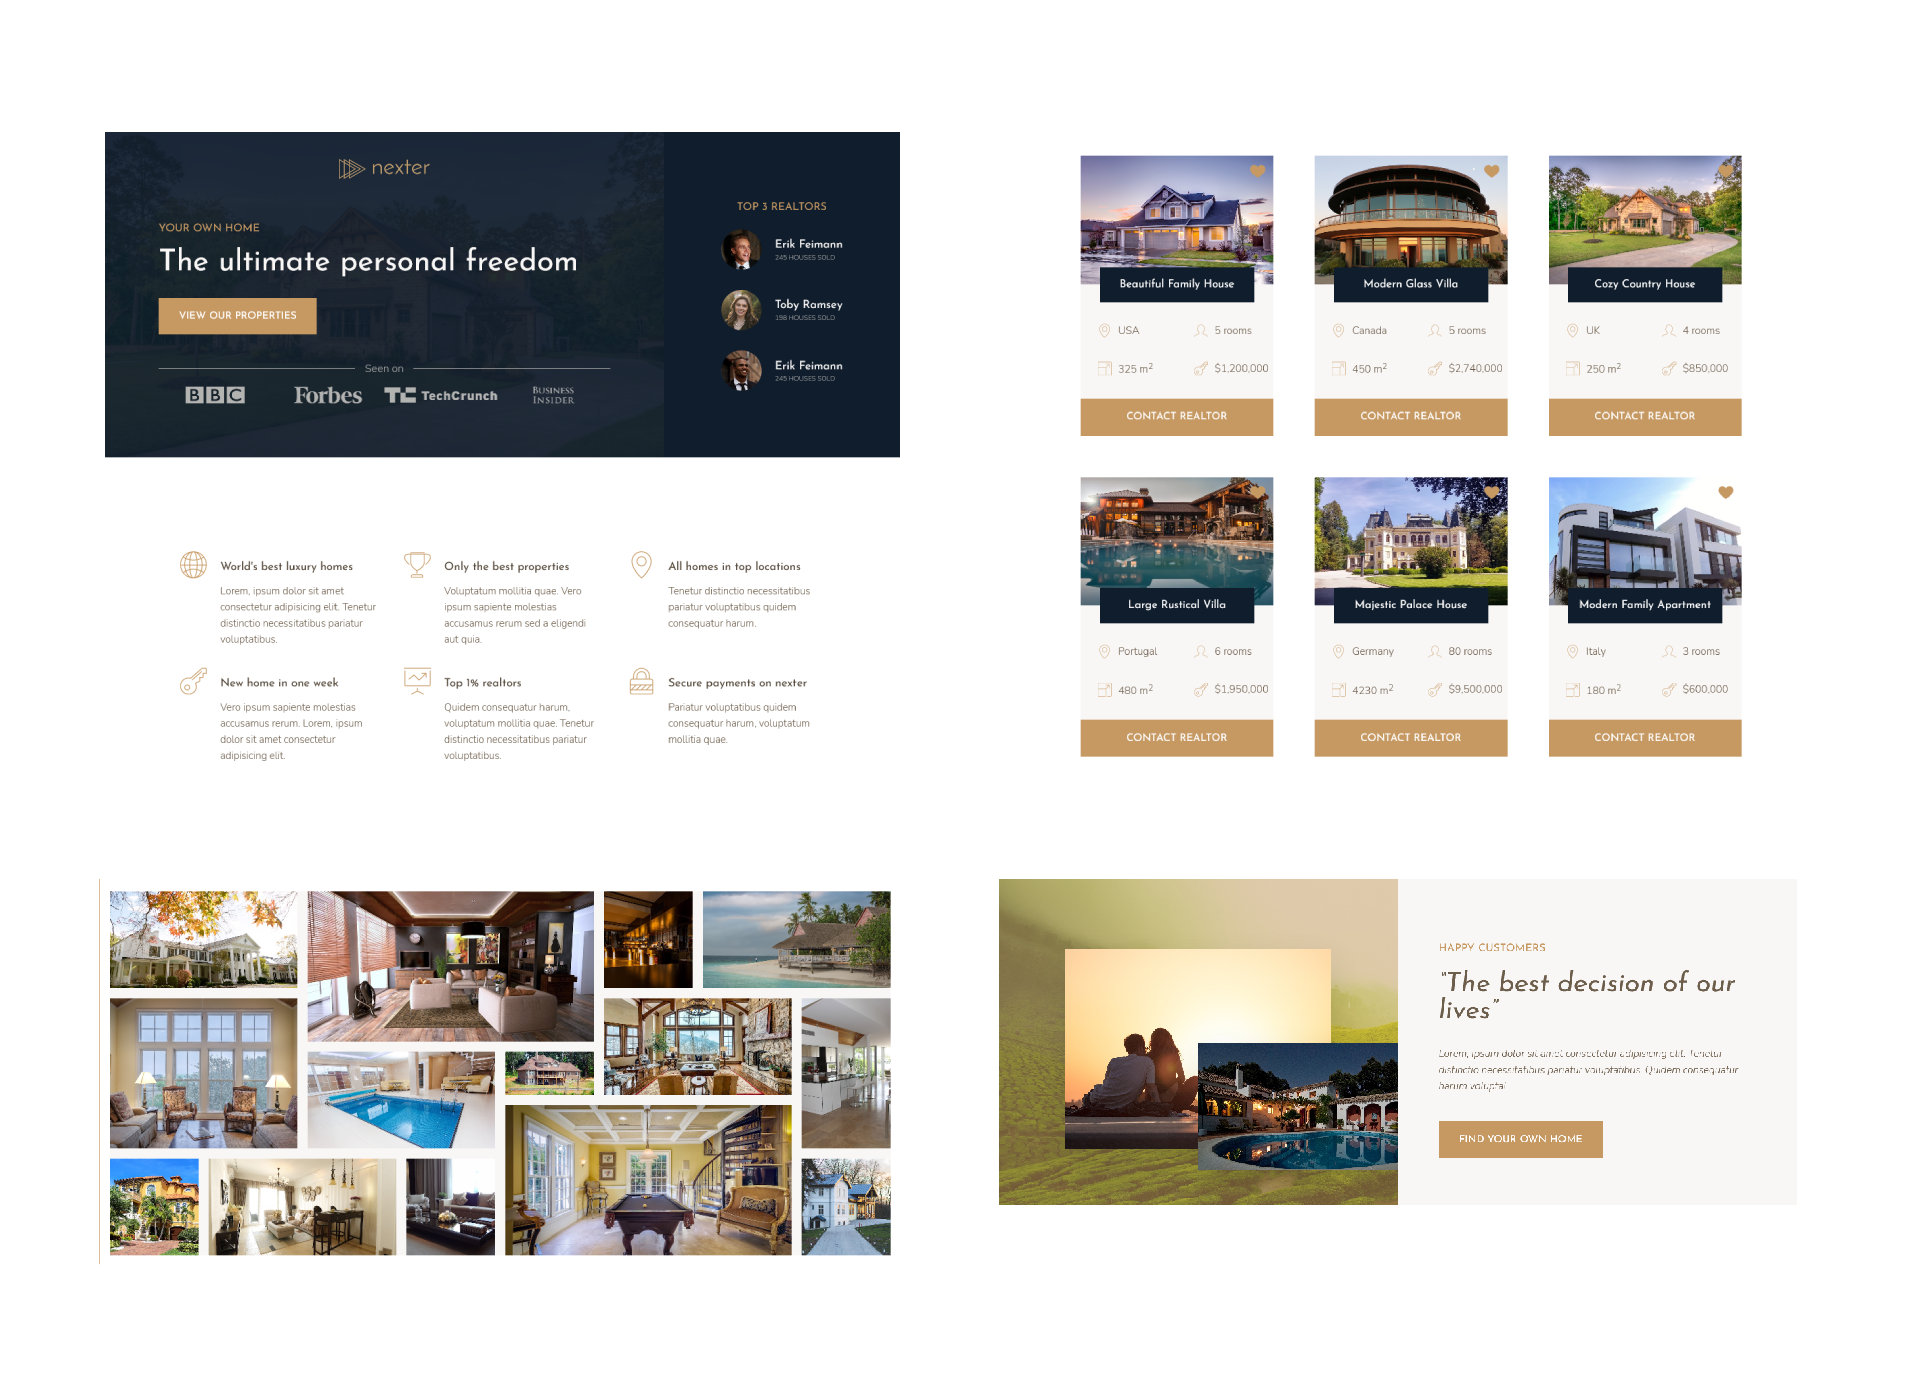 nexter
YOUR OWN HOME
The ultimate personal freedom
VIEW OUR PROPERTIES
Seen on
BBC
Forbes
TC TechCrunch
BUSINESS
INSIDER
TOP 3 REALTORS
Erik Feimann
245 HOUSES SOLD
Toby Ramsey
198 HOUSES SOLD
Erik Feimann
245 HOUSES SOLD
World's best luxury homes
Lorem, ipsum dolor sit amet
consectetur adipisicing elit. Tenetur
distinctio necessitatibus pariatur
voluptatibus.
Only the best properties
Voluptatum mollitia quae. Vero
ipsum sapiente molestias
accusamus rerum sed a eligendi
aut quia.
All homes in top locations
Tenetur distinctio necessitatibus
pariatur voluptatibus quidem
consequatur harum.
New home in one week
Vero ipsum sapiente molestias
accusamus rerum. Lorem, ipsum
dolor sit amet consectetur
adipisicing elit.
Top 1% realtors
Quidem consequatur harum,
voluptatum mollitia quae. Tenetur
distinctio necessitatibus pariatur
voluptatibus.
Secure payments on nexter
Pariatur voluptatibus quidem
consequatur harum, voluptatum
mollitia quae.
Beautiful Family House
USA
5 rooms
325 m²
$1,200,000
CONTACT REALTOR
Modern Glass Villa
Canada
5 rooms
450 m²
$2,740,000
CONTACT REALTOR
Cozy Country House
UK
4 rooms
250 m²
$850,000
CONTACT REALTOR
Large Rustical Villa
Portugal
6 rooms
480 m²
$1,950,000
CONTACT REALTOR
Majestic Palace House
Germany
80 rooms
4230 m²
$9,500,000
CONTACT REALTOR
Modern Family Apartment
Italy
3 rooms
180 m²
$600,000
CONTACT REALTOR
HAPPY CUSTOMERS
"The best decision of our
lives"
Lorem, ipsum dolor sit amet consectetur adipisicing elit. Tenetur
distinctio necessitatibus pariatur voluptatibus. Quidem consequatur
harum voluptai
FIND YOUR OWN HOME